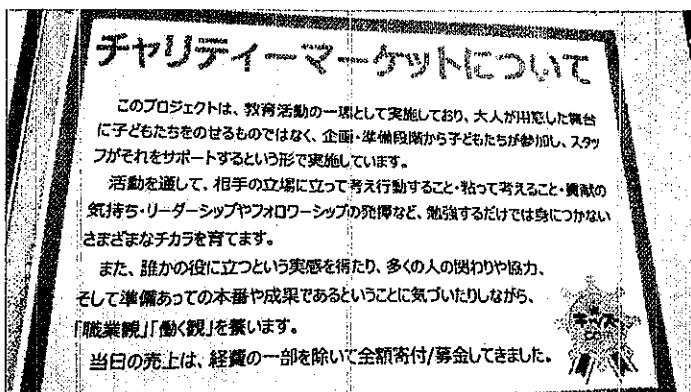 チャリティーマーケットについて
このプロジェクトは、教育活動の一環として実施しており、大人が用意した舞台
に子どもたちをのせるものではなく、企画・準備段階から子どもたちが参加し、スタッ
フがそれをサポートするという形で実施しています。
活動を通して、相手の立場に立って考え行動すること・粘って考えること・貢献の
気持ち・リーダーシップやフォロワーシップの発揮など、勉強するだけでは身につかない
さまざまなチカラを育てます。
また、誰かの役に立つという実感を得たり、多くの人の関わりや協力、
そして準備あっての本番や成果であるということに気づいたりしながら、
「職業観」「働く観」を養います。
当日の売上は、経費の一部を除いて全額寄付/募金してきました。
キッズ